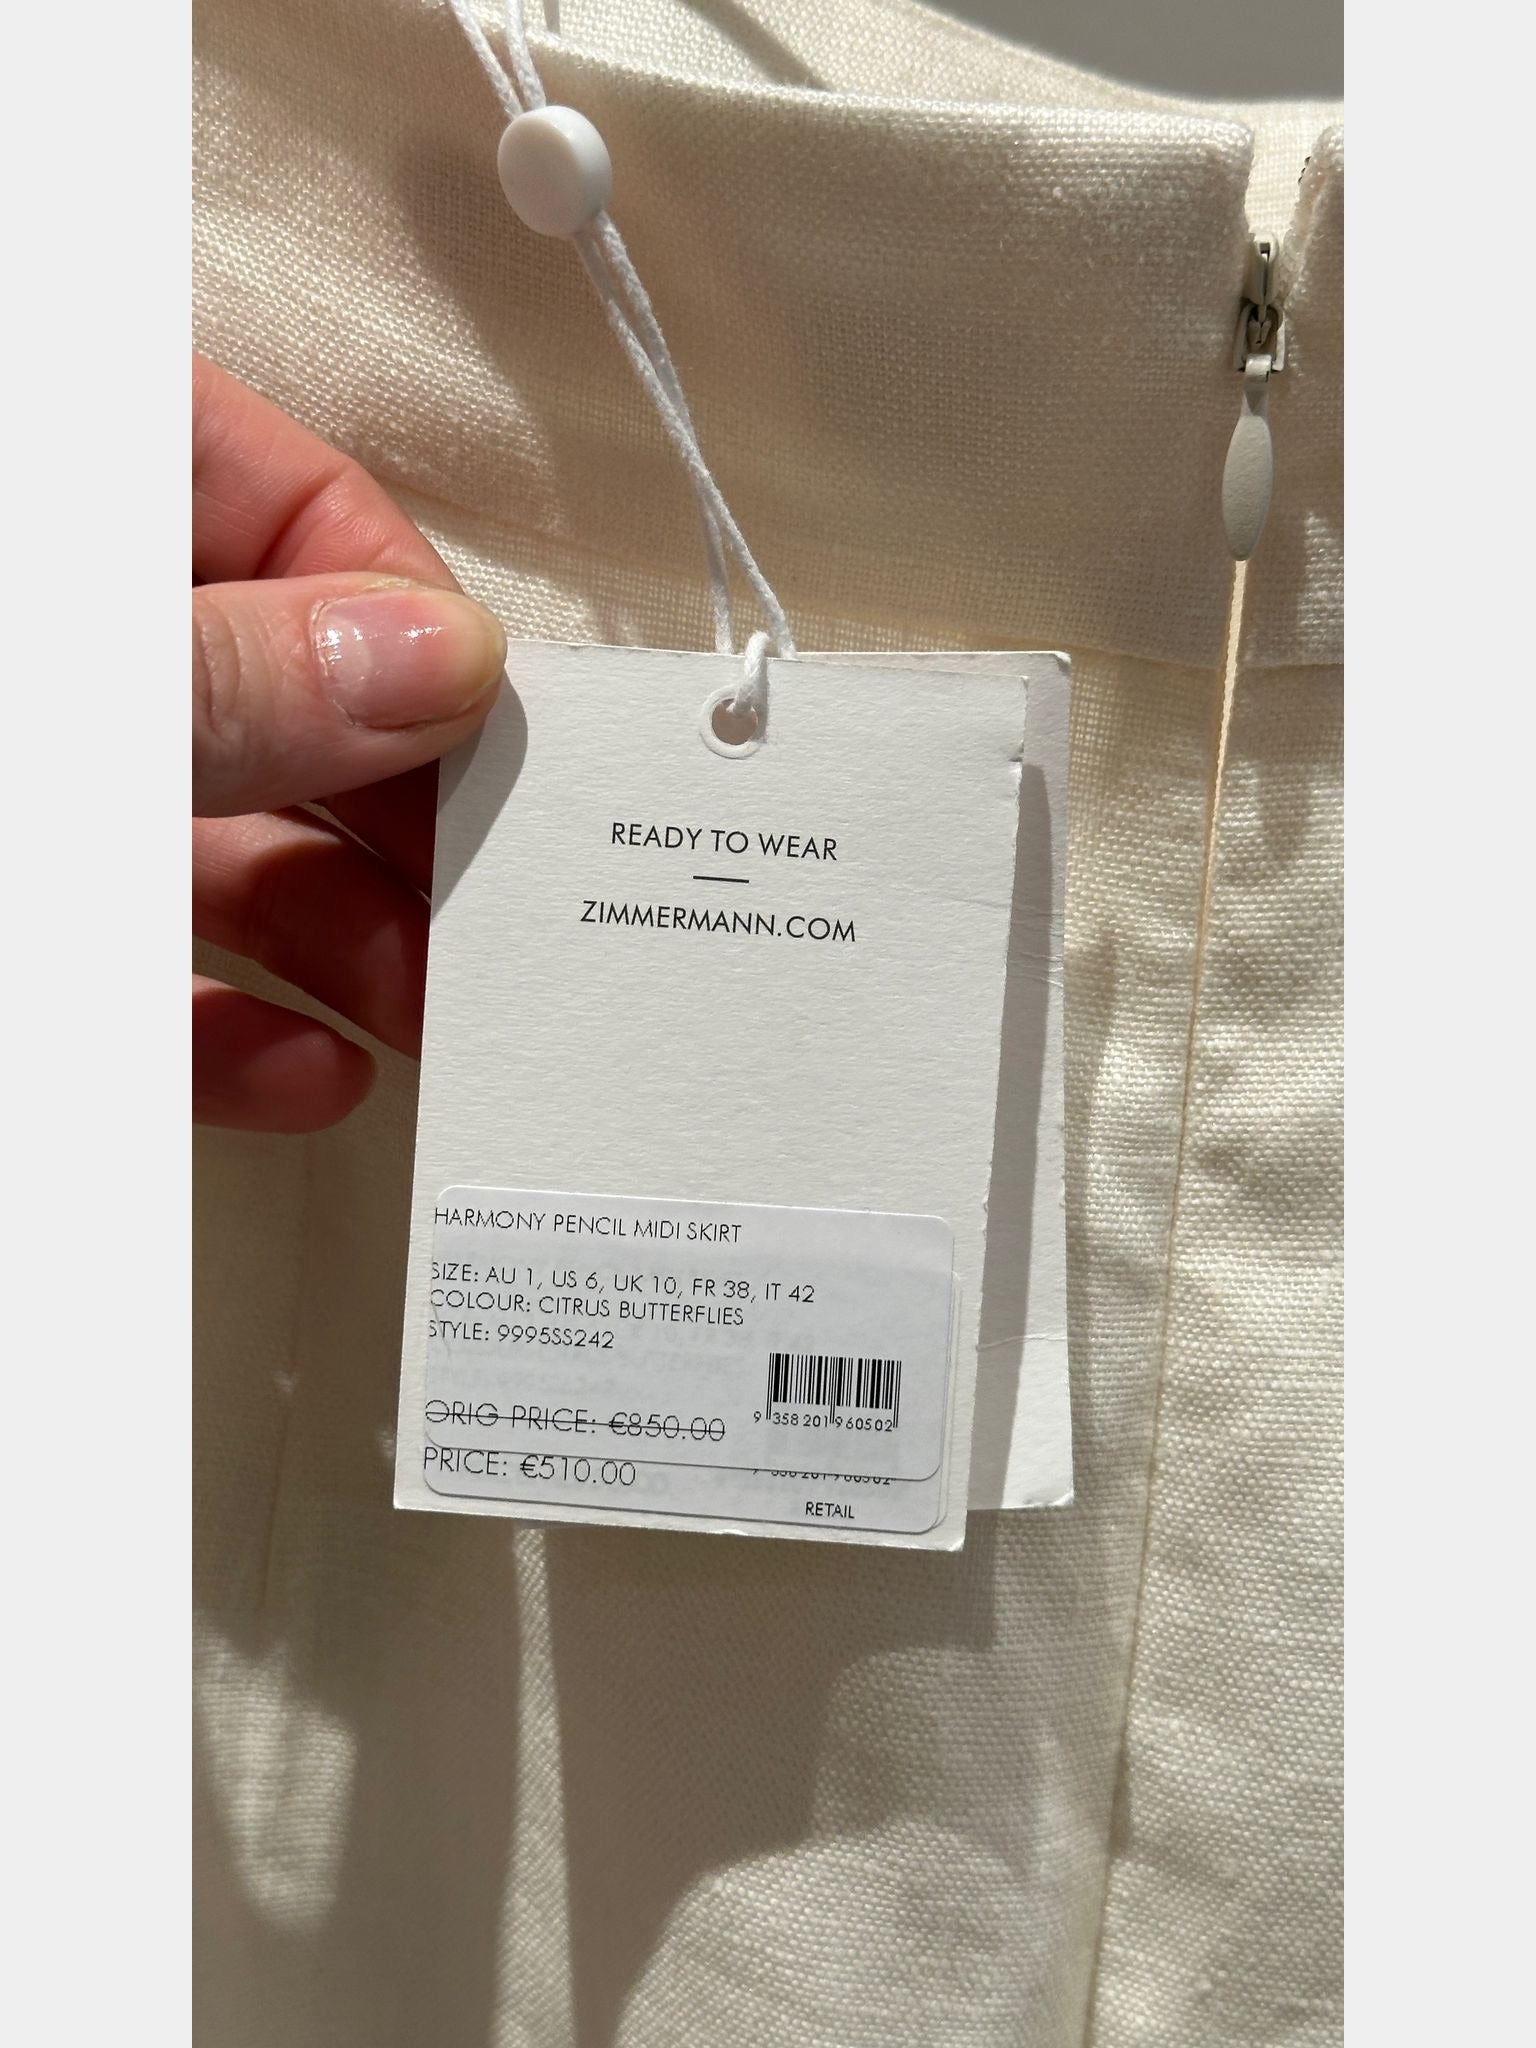 READY TO WEAR
ZIMMERMANN.COM
HARMONY PENCIL MIDI SKIRT
SIZE: AU 1, US 6, UK 10, FR 38, IT 42
COLOUR: CITRUS BUTTERFLIES
STYLE: 9995SS242
ORIG PRICE: €850.00
9 358201 960502
PRICE: €510.00
RETAIL